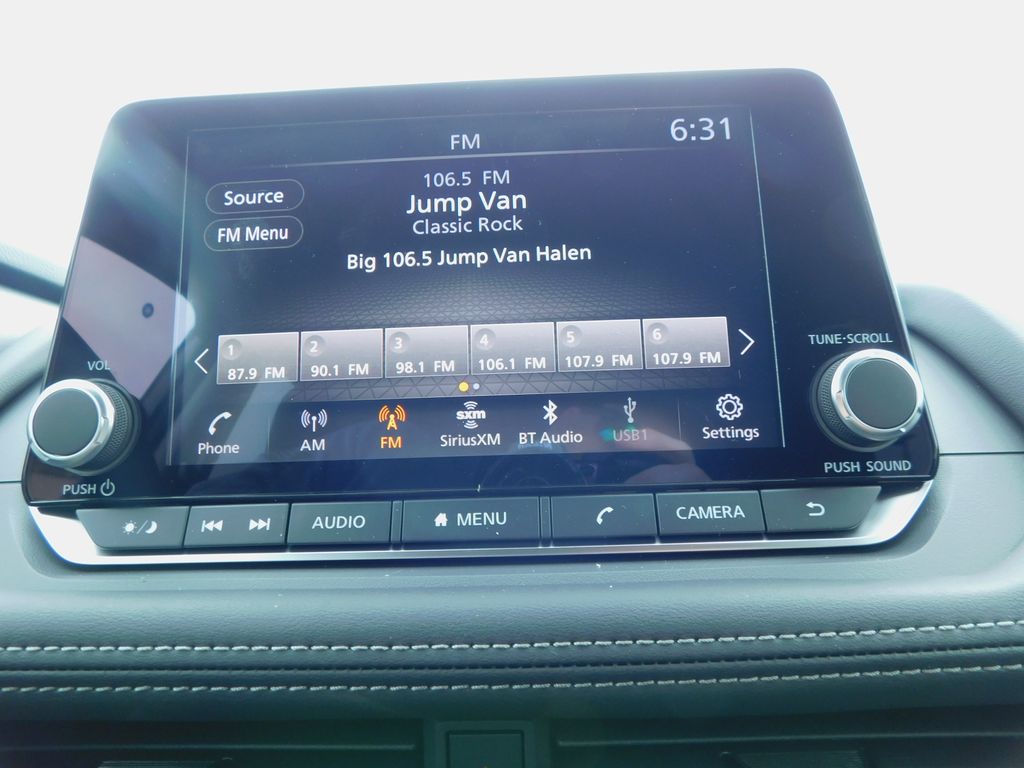 FM
6:31
Source
FM Menu
106.5 FM
Jump Van
Classic Rock
Big 106.5 Jump Van Halen
1
87.9 FM
2
90.1 FM
3
98.1 FM
4
106.1 FM
5
107.9 FM
6
107.9 FM
Phone
AM
FM
sxm
SiriusXM
BT Audio
USB1
Settings
VOL
PUSH
TUNE·SCROLL
PUSH SOUND
AUDIO
MENU
CAMERA